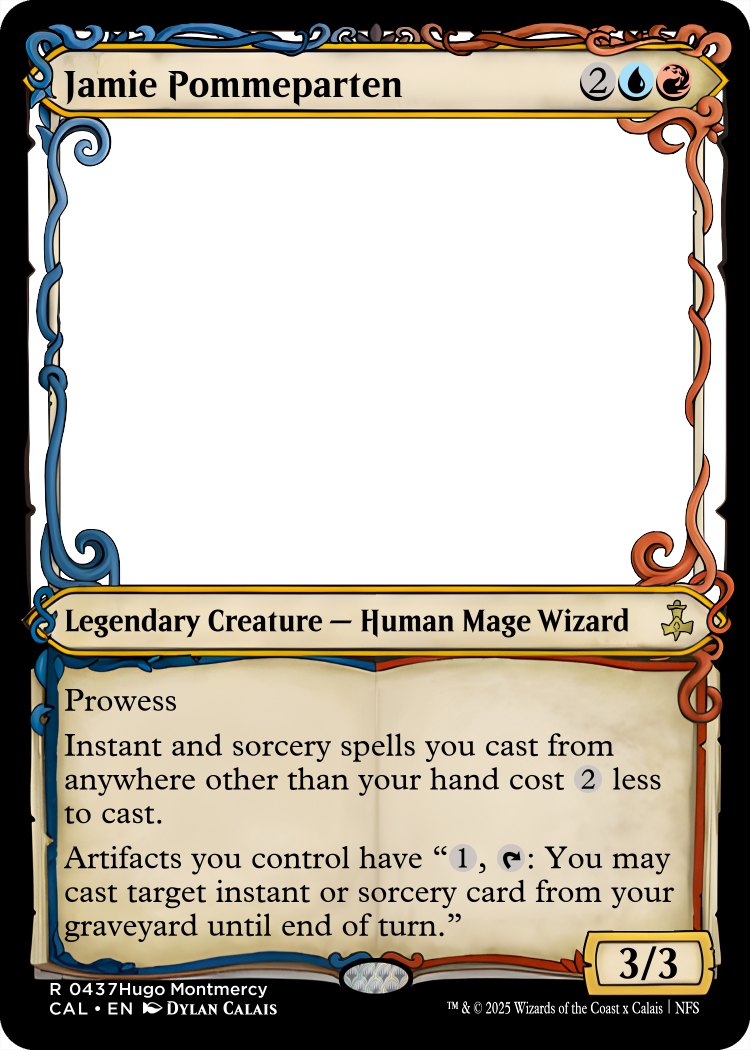 Jamie Pommeparten 2
Legendary Creature — Human Mage Wizard
Prowess
Instant and sorcery spells you cast from
anywhere other than your hand cost 2 less
to cast.
Artifacts you control have “1, : You may
cast target instant or sorcery card from your
graveyard until end of turn.”
3/3
R 0437Hugo Montmercy
CAL • EN DYLAN CALAIS
™ & © 2025 Wizards of the Coast x Calais | NFS